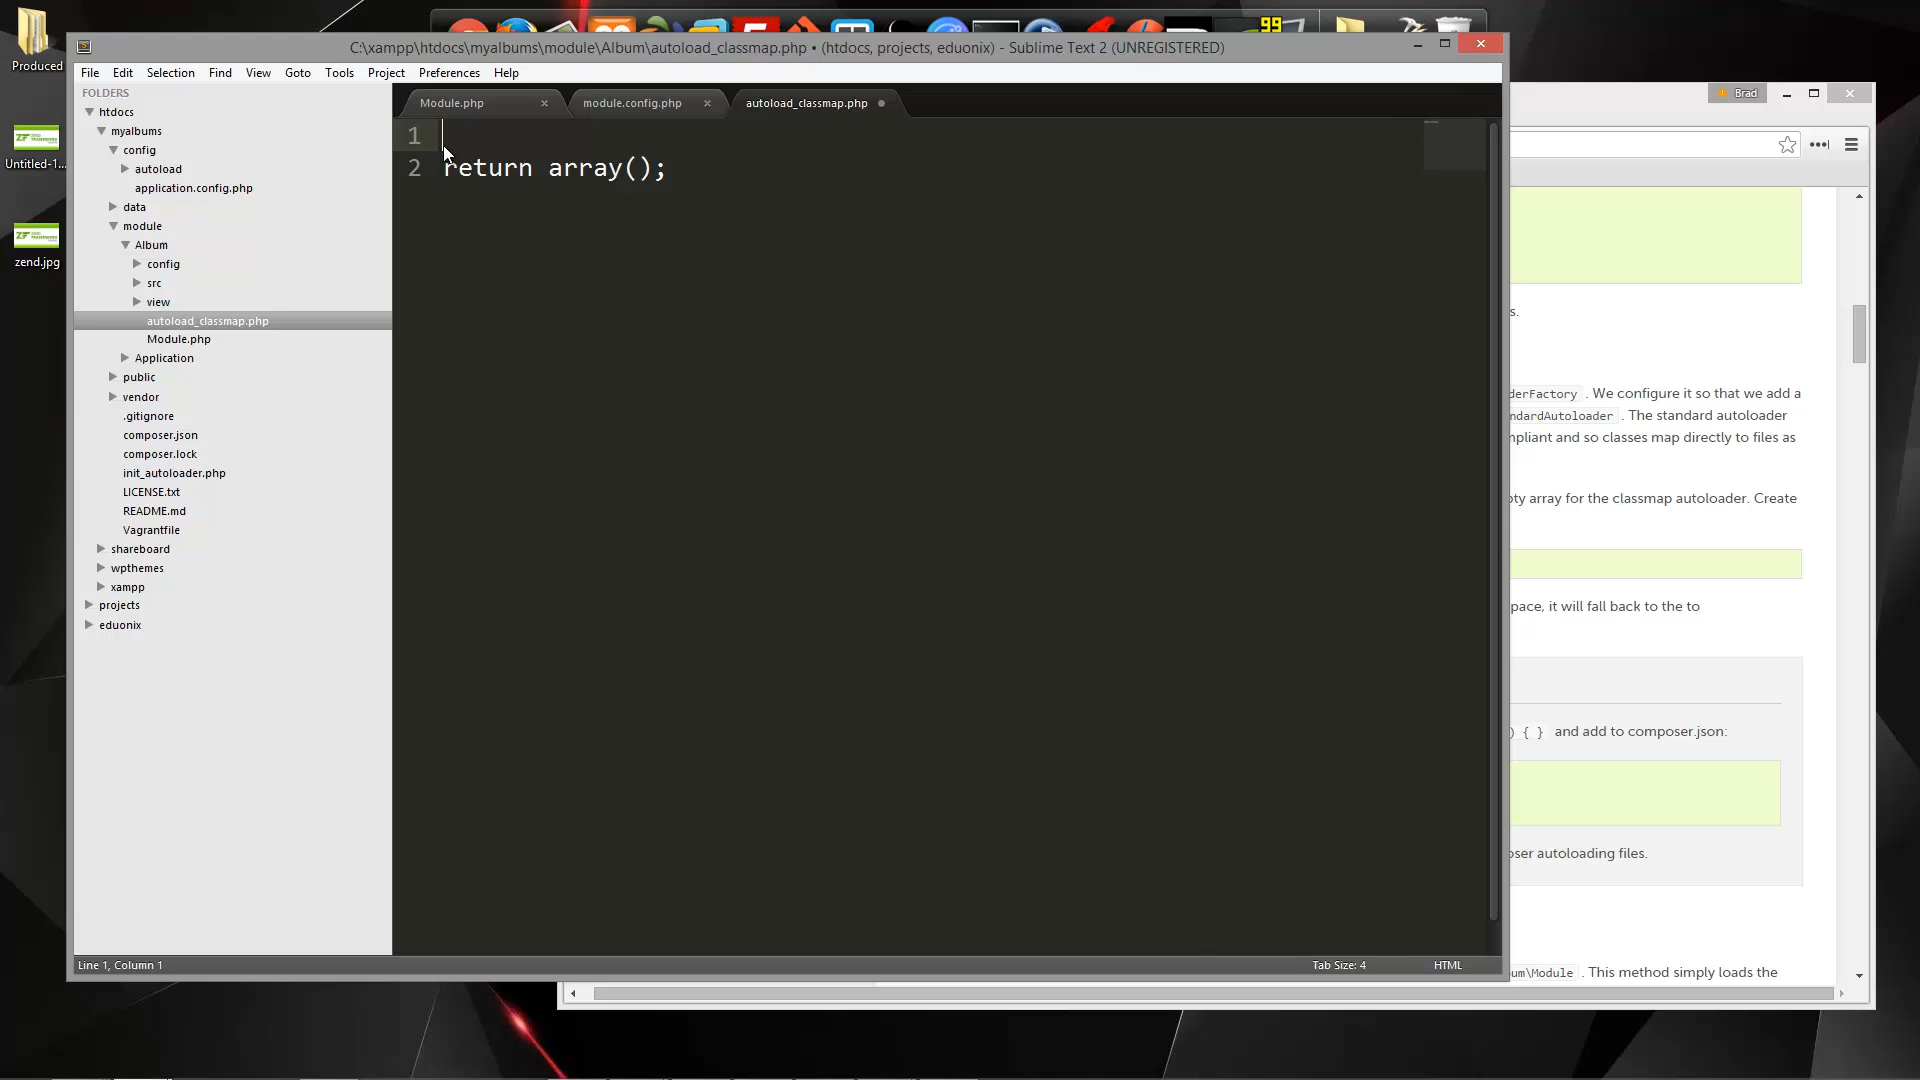 Produced
Untitled-1...
zend.jpg
99
C:\xampp\htdocs\myalbums\module\Album\autoload_classmap.php • (htdocs, projects, eduonix) - Sublime Text 2 (UNREGISTERED)
File Edit Selection Find View Goto Tools Project Preferences Help
FOLDERS
htdocs
myalbums
config
autoload
application.config.php
data
module
Album
config
src
view
autoload_classmap.php
Module.php
Application
public
vendor
.gitignore
composer.json
composer.lock
init_autoloader.php
LICENSE.txt
README.md
Vagrantfile
shareboard
wpthemes
xampp
projects
eduonix
Module.php
module.config.php
autoload_classmap.php
1
2 return array();
Line 1, Column 1
Tab Size: 4
HTML
Brad
s.
derFactory . We configure it so that we add a
ndardAutoloader . The standard autoloader
mpliant and so classes map directly to files as
pty array for the classmap autoloader. Create
pace, it will fall back to the to
) { } and add to composer.json:
oser autoloading files.
um\Module . This method simply loads the